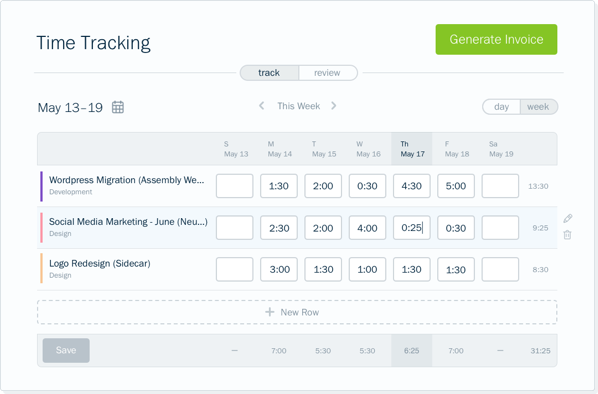 Time Tracking
Generate Invoice
track review
May 13–19
This Week
day week
S M T W Th F Sa
May 13 May 14 May 15 May 16 May 17 May 18 May 19
Wordpress Migration (Assembly We...
Development
1:30 2:00 0:30 4:30 5:00 13:30
Social Media Marketing - June (Neu...)
Design
2:30 2:00 4:00 0:25 0:30 9:25
Logo Redesign (Sidecar)
Design
3:00 1:30 1:00 1:30 1:30 8:30
+ New Row
Save — 7:00 5:30 5:30 6:25 7:00 — 31:25